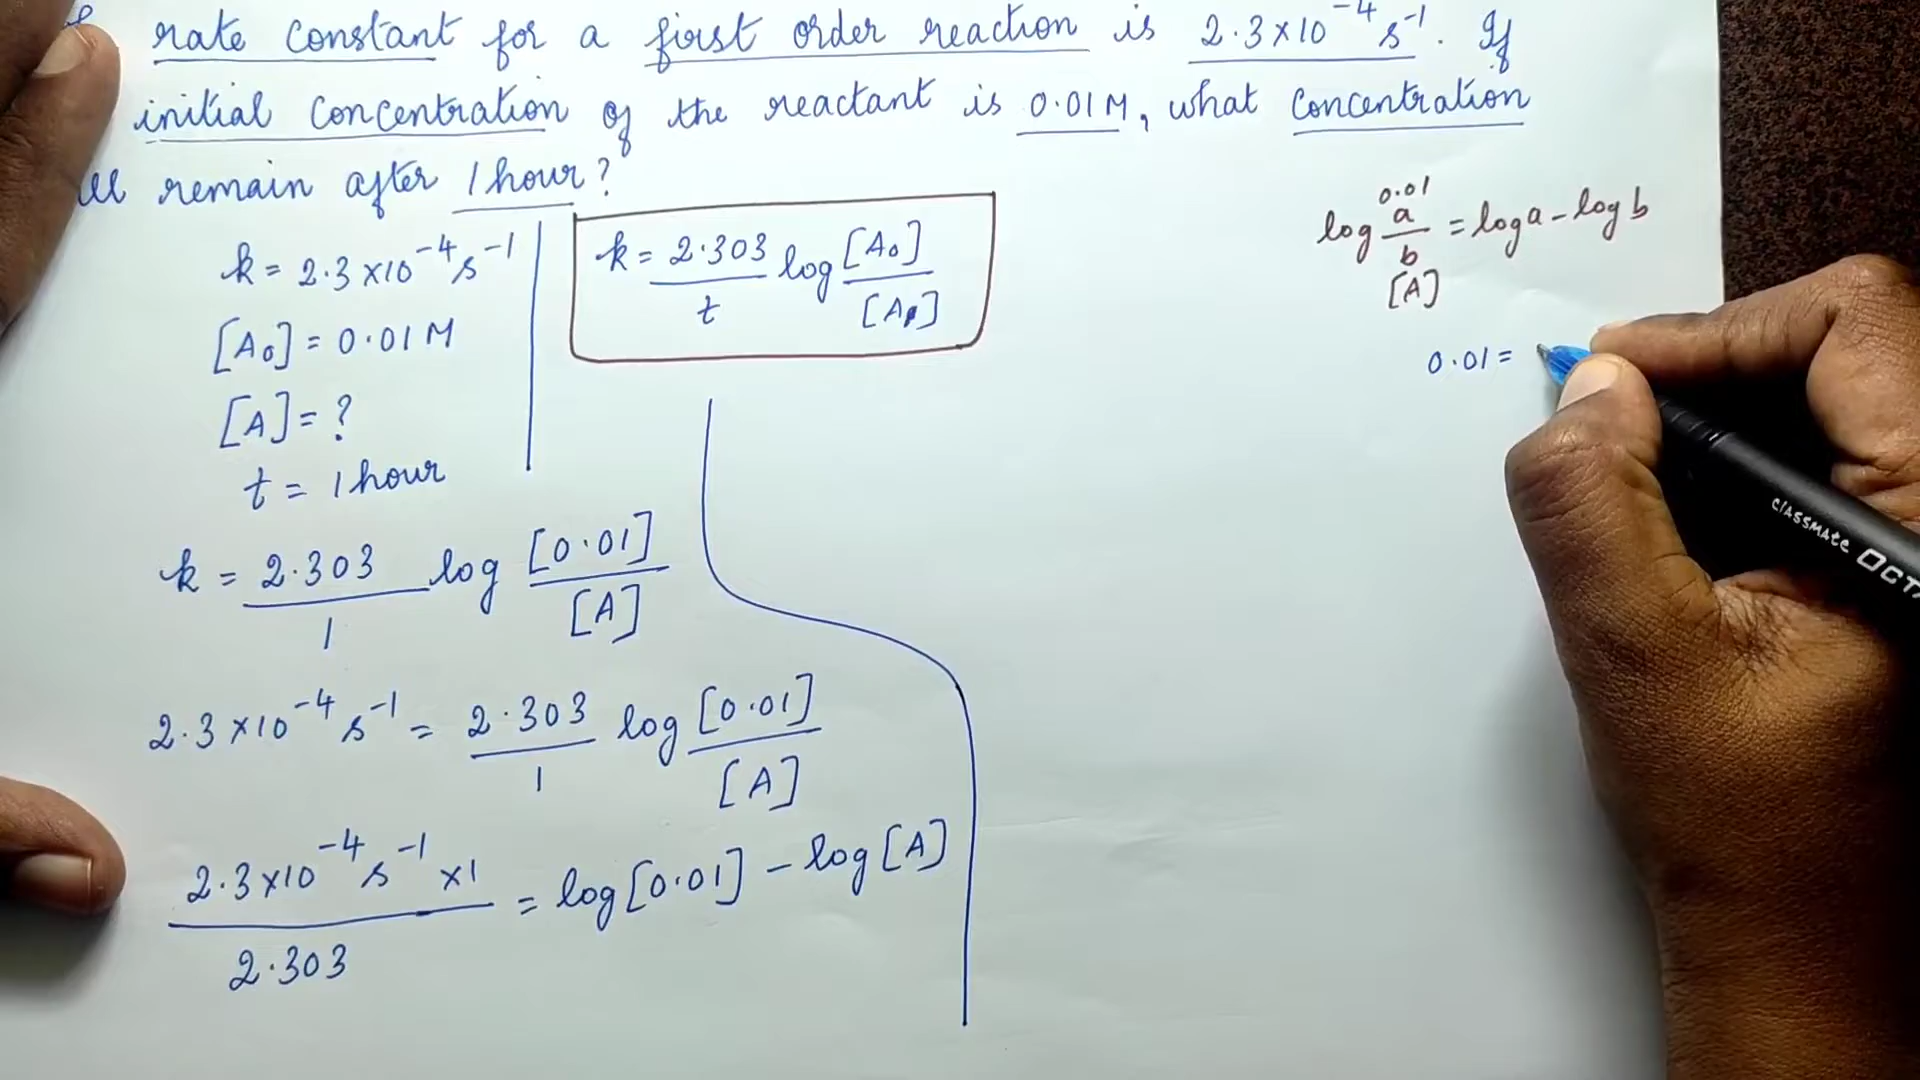 rate constant for a first order reaction is 2.3×10⁻⁴ s⁻¹. If
initial concentration of the reactant is 0.01 M, what concentration
remain after 1 hour?
k = 2.3×10⁻⁴ s⁻¹
[A₀] = 0.01 M
[A] = ?
t = 1 hour
k = 2.303/t log [A₀]/[A]
0.01
log a/b = log a - log b
[A]
0.01 =
k = 2.303/1 log [0.01]/[A]
2.3×10⁻⁴ s⁻¹ = 2.303/1 log [0.01]/[A]
2.3×10⁻⁴ s⁻¹ ×1 / 2.303 = log [0.01] - log [A]
classmate OCTA